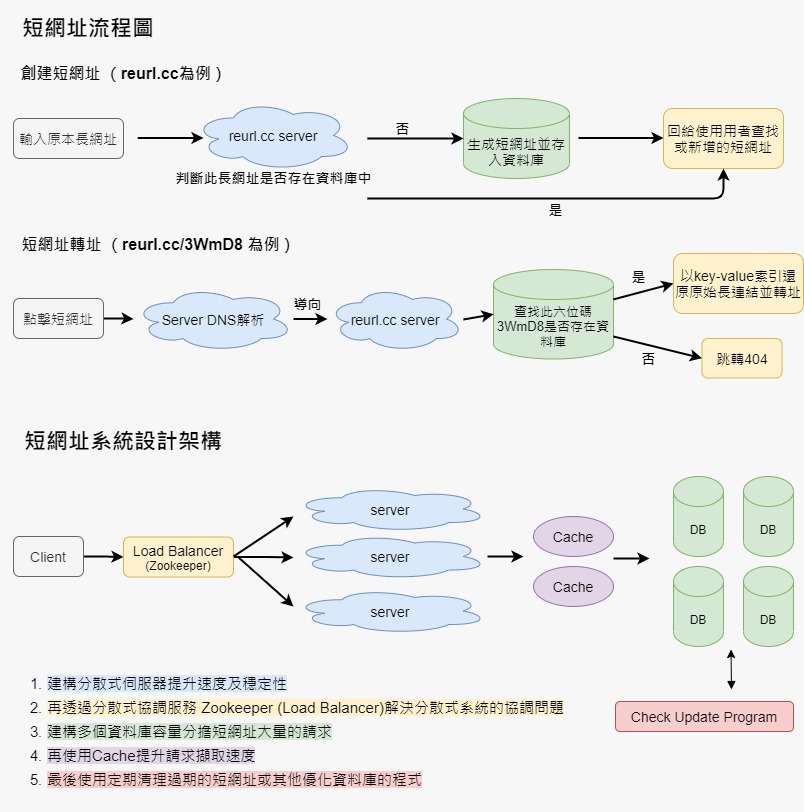 短網址流程圖
創建短網址 （reurl.cc為例）
輸入原本長網址
reurl.cc server
判斷此長網址是否存在資料庫中
否
生成短網址並存
入資料庫
回給使用用者查找
或新增的短網址
是
短網址轉址 （reurl.cc/3WmD8 為例）
點擊短網址
Server DNS解析
導向
reurl.cc server
查找此六位碼
3WmD8是否存在資
料庫
是
以key-value索引還
原原始長連結並轉址
否
跳轉404
短網址系統設計架構
Client
Load Balancer
(Zookeeper)
server
server
server
Cache
Cache
DB
DB
DB
DB
Check Update Program
1. 建構分散式伺服器提升速度及穩定性
2. 再透過分散式協調服務 Zookeeper (Load Balancer)解決分散式系統的協調問題
3. 建構多個資料庫容量分擔短網址大量的請求
4. 再使用Cache提升請求擷取速度
5. 最後使用定期清理過期的短網址或其他優化資料庫的程式